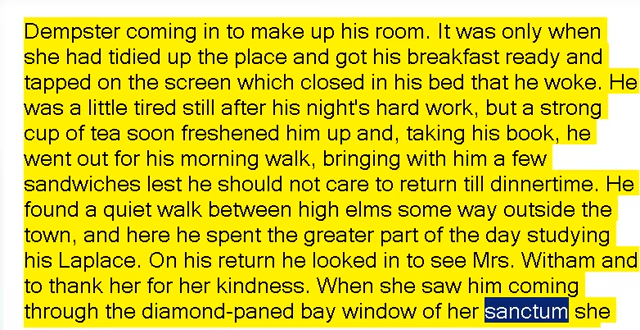 Dempster coming in to make up his room. It was only when
she had tidied up the place and got his breakfast ready and
tapped on the screen which closed in his bed that he woke. He
was a little tired still after his night's hard work, but a strong
cup of tea soon freshened him up and, taking his book, he
went out for his morning walk, bringing with him a few
sandwiches lest he should not care to return till dinnertime. He
found a quiet walk between high elms some way outside the
town, and here he spent the greater part of the day studying
his Laplace. On his return he looked in to see Mrs. Witham and
to thank her for her kindness. When she saw him coming
through the diamond-paned bay window of her sanctum she